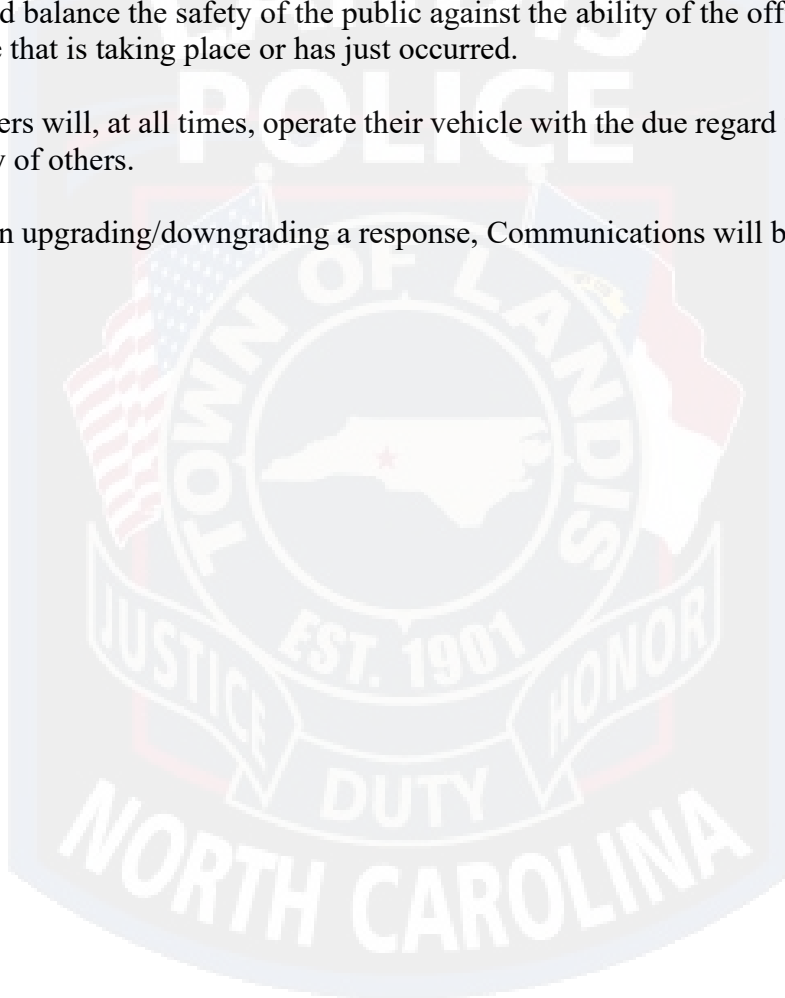 d balance the safety of the public against the ability of the off
e that is taking place or has just occurred.
POLICE
ers will, at all times, operate their vehicle with the due regard
y of others.
n upgrading/downgrading a response, Communications will b
TOWN OF LANDIS
EST. 1901
JUSTICE
HONOR
DUTY
NORTH CAROLINA